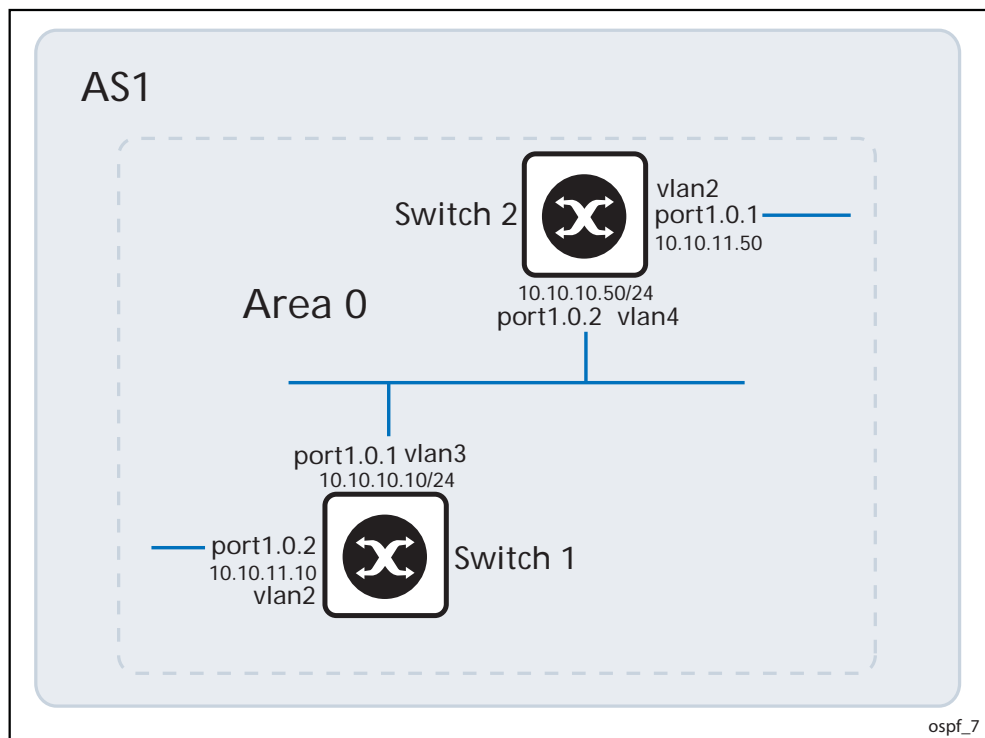 AS1
vlan2
Switch 2
port1.0.1
10.10.11.50
10.10.10.50/24
Area 0
port1.0.2 vlan4
port1.0.1 vlan3
10.10.10.10/24
port1.0.2
Switch 1
10.10.11.10
vlan2
ospf_7